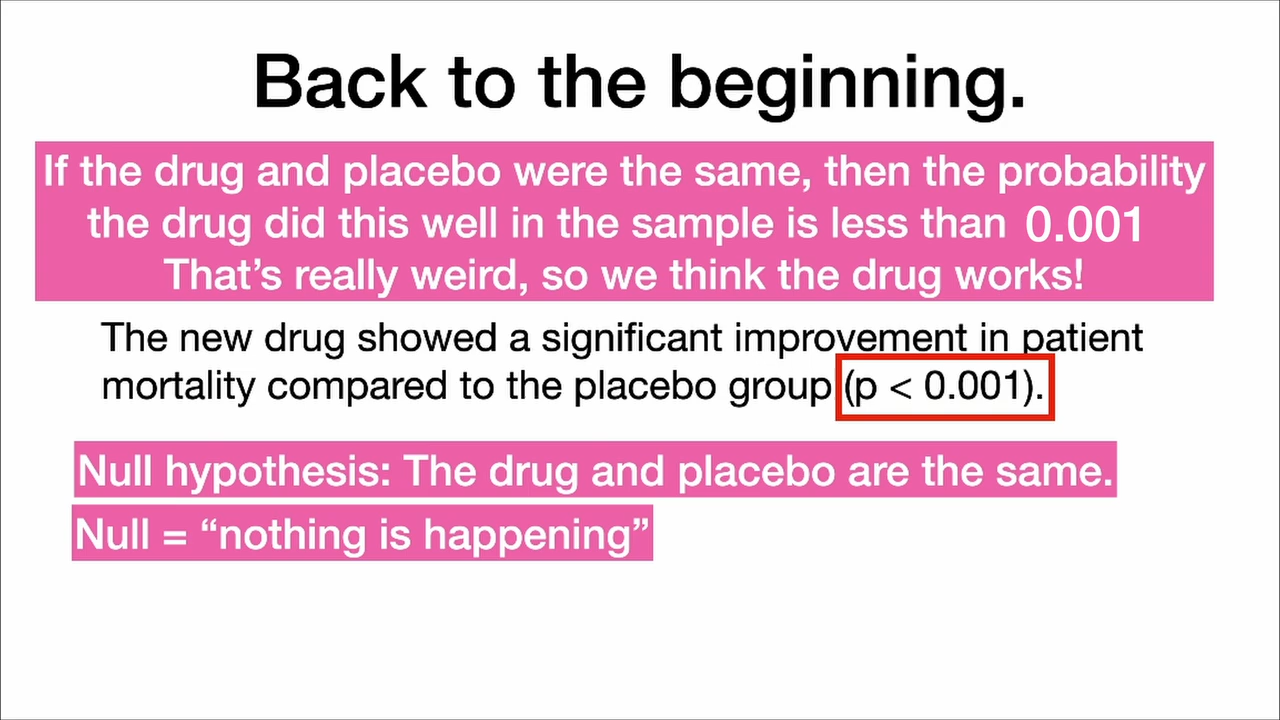 Back to the beginning.
If the drug and placebo were the same, then the probability
the drug did this well in the sample is less than 0.001
That’s really weird, so we think the drug works!
The new drug showed a significant improvement in patient
mortality compared to the placebo group (p < 0.001).
Null hypothesis: The drug and placebo are the same.
Null = “nothing is happening”